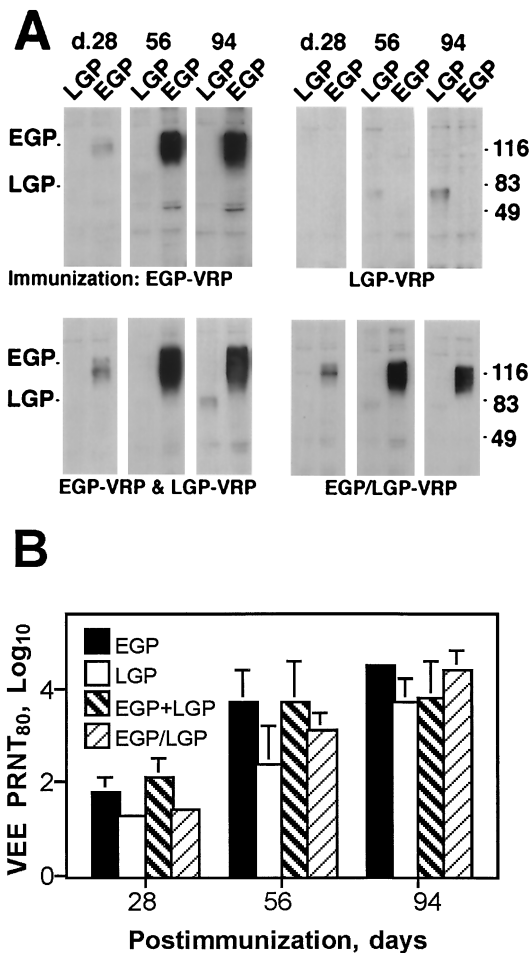 A
d.28 56 94 d.28 56 94
LGP EGP LGP EGP LGP EGP LGP EGP LGP EGP LGP EGP
EGP-
116
LGP-
83
49
Immunization: EGP-VRP LGP-VRP
EGP-
116
LGP-
83
49
EGP-VRP & LGP-VRP EGP/LGP-VRP
B
EGP
LGP
EGP+LGP
EGP/LGP
VEE PRNT80, Log10
4
2
0
28 56 94
Postimmunization, days